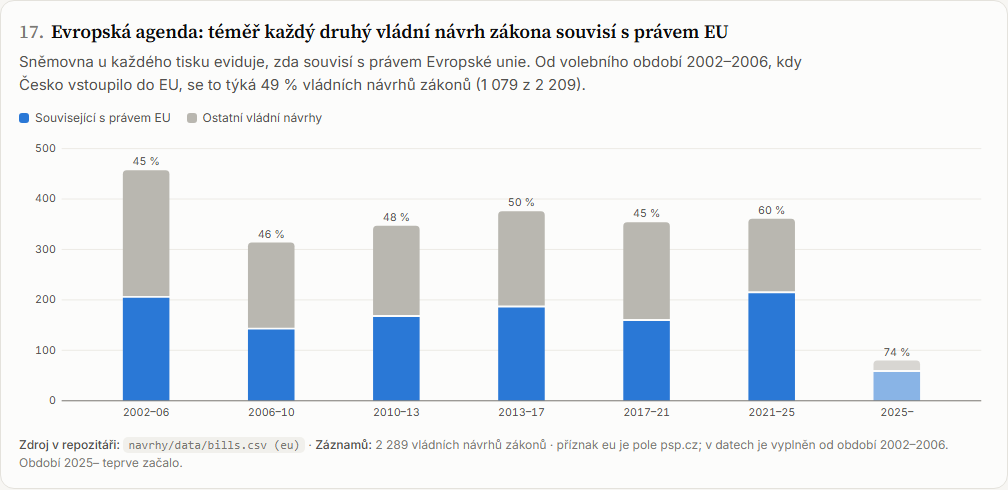 17. Evropská agenda: téměř každý druhý vládní návrh zákona souvisí s právem EU
Sněmovna u každého tisku eviduje, zda souvisí s právem Evropské unie. Od volebního období 2002–2006, kdy
Česko vstoupilo do EU, se to týká 49 % vládních návrhů zákonů (1 079 z 2 209).
Související s právem EU
Ostatní vládní návrhy
500
400
300
200
100
0
45 %
46 %
48 %
50 %
45 %
60 %
74 %
2002–06
2006–10
2010–13
2013–17
2017–21
2021–25
2025–
Zdroj v repozitáři: navrhy/data/bills.csv (eu) · Záznamů: 2 289 vládních návrhů zákonů · příznak eu je pole psp.cz; v datech je vyplněn od období 2002–2006.
Období 2025– teprve začalo.